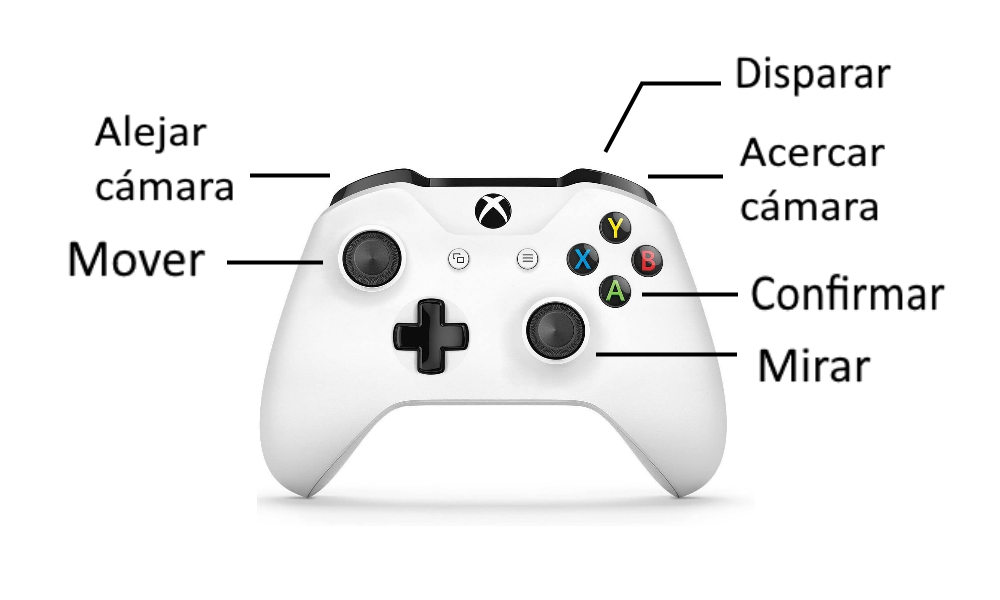 Disparar
Alejar
cámara
Acercar
cámara
Mover
Y
X
B
A
Confirmar
Mirar